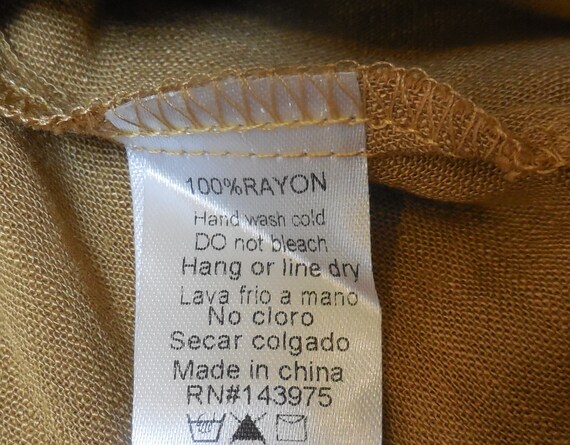 100%RAYON
Hand wash cold
DO not bleach
Hang or line dry
Lava frio a mano
No cloro
Secar colgado
Made in china
RN#143975